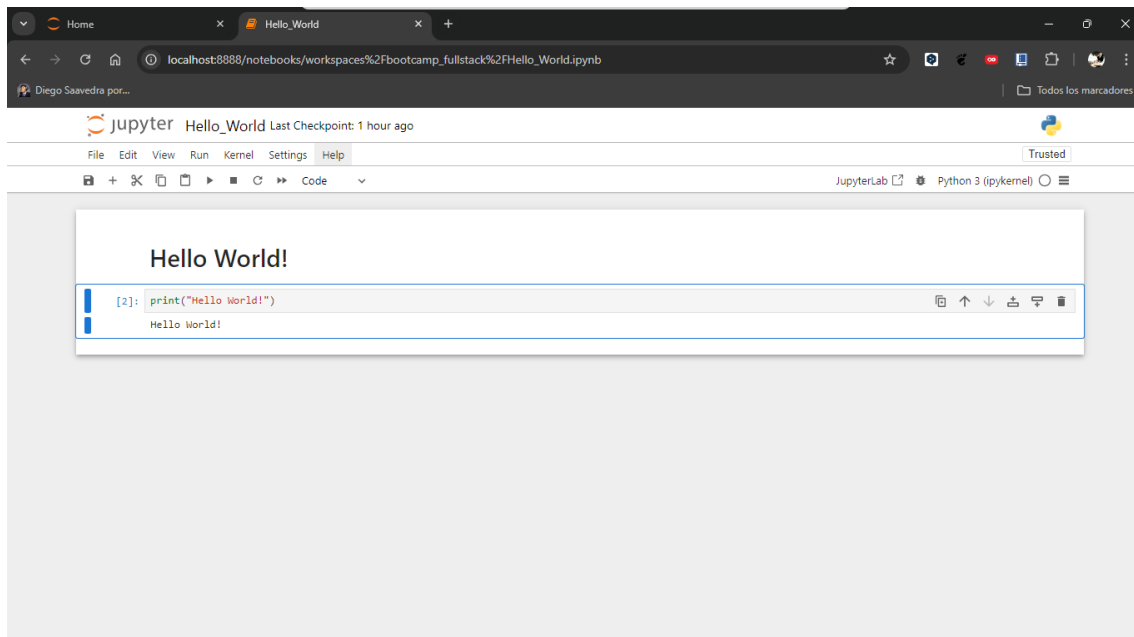 Home
Hello_World
localhost:8888/notebooks/workspaces%2Fbootcamp_fullstack%2FHello_World.ipynb
Diego Saavedra por...
Todos los marcadores
jupyter Hello_World Last Checkpoint: 1 hour ago
File Edit View Run Kernel Settings Help
Trusted
Code
JupyterLab
Python 3 (ipykernel)
Hello World!
[2]: print("Hello World!")
Hello World!